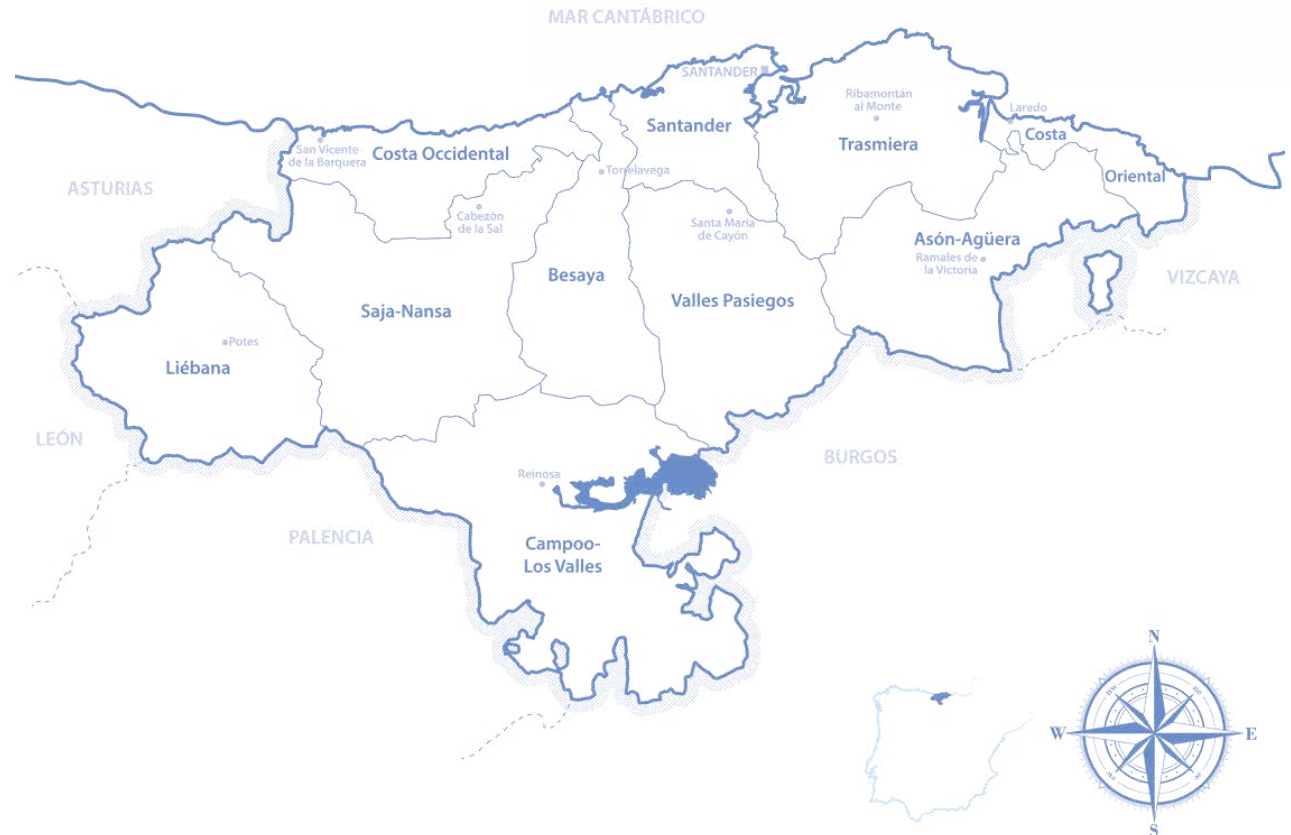 MAR CANTÁBRICO
SANTANDER
Ribamontán
al Monte
Laredo
Santander
Costa
Trasmiera
San Vicente
de la Barquera
Costa Occidental
Torrelavega
Oriental
ASTURIAS
Cabezón
de la Sal
Santa María
de Cayón
Asón-Agüera
Ramales de
la Victoria
Besaya
VIZCAYA
Valles Pasiegos
Saja-Nansa
Potes
Liébana
LEÓN
BURGOS
Reinosa
PALENCIA
Campoo-
Los Valles
N
W
E
S